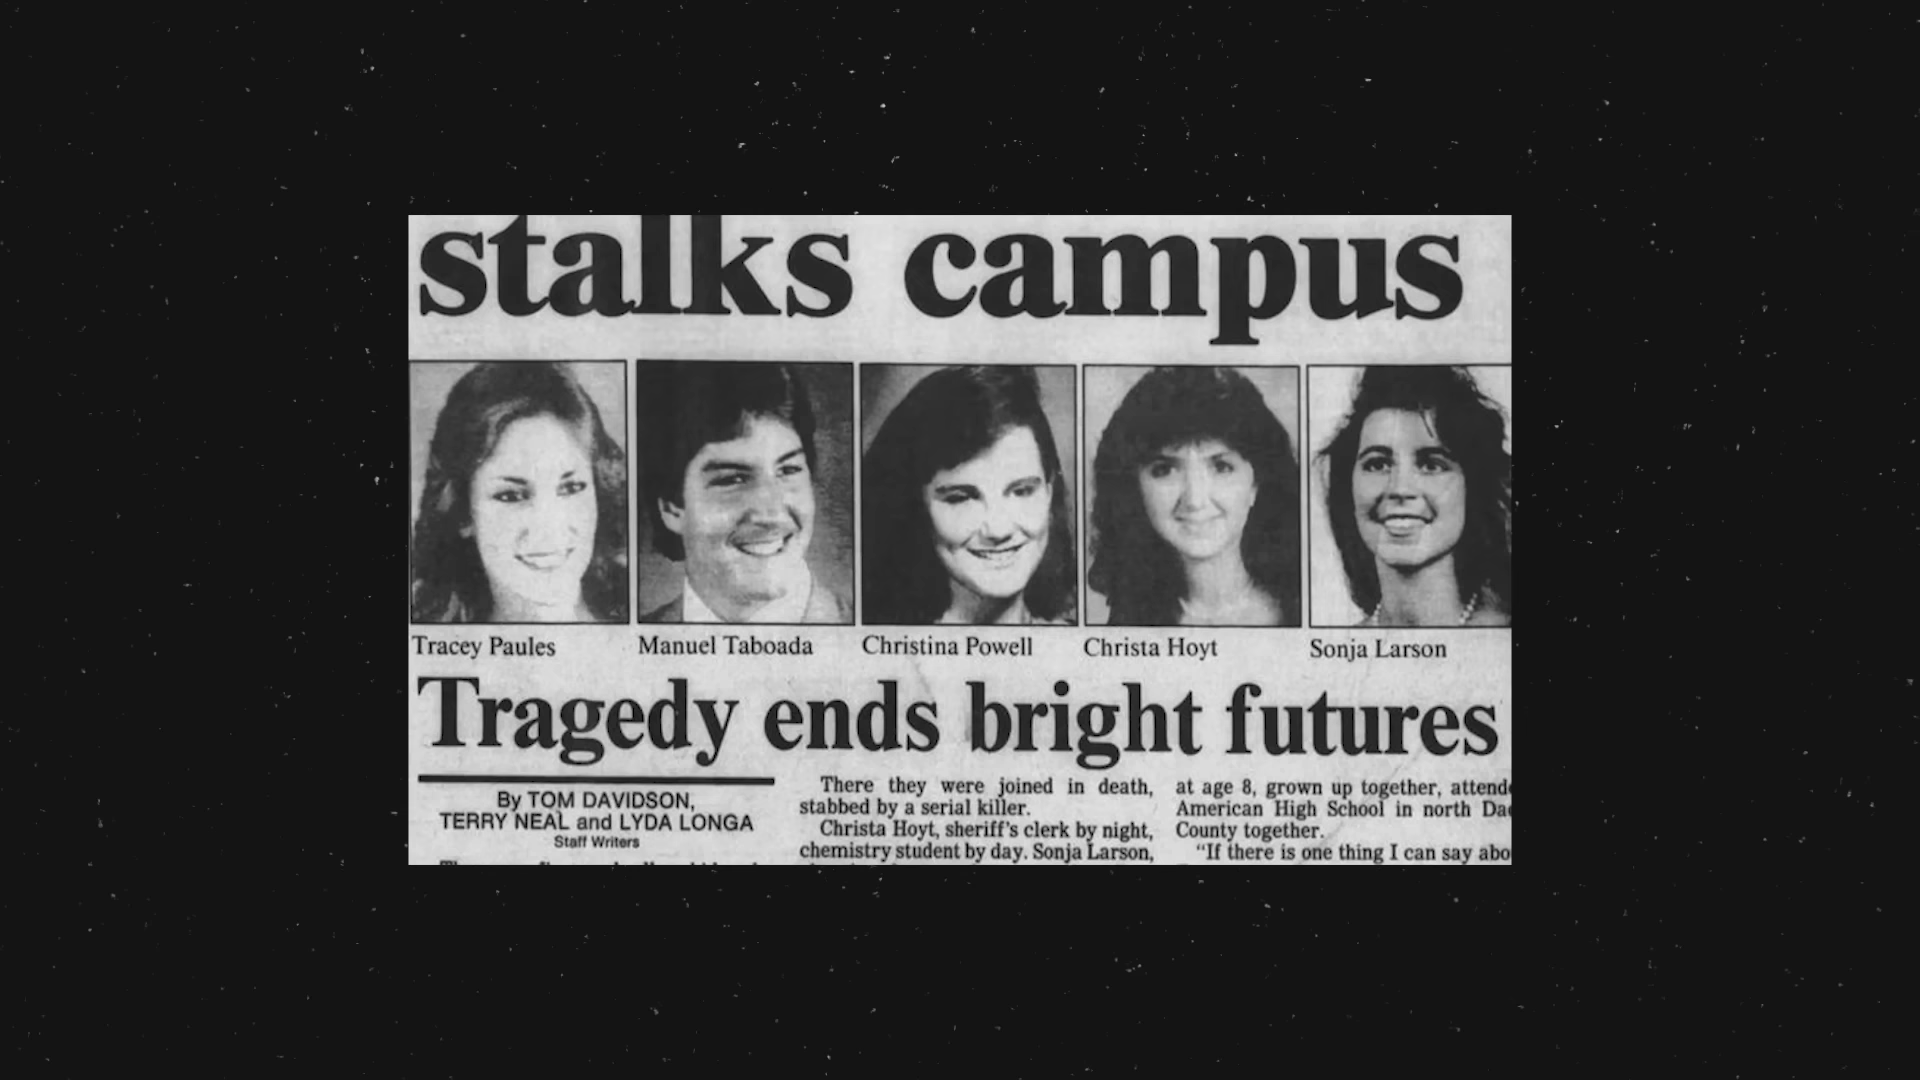 stalks campus
Tracey Paules
Manuel Taboada
Christina Powell
Christa Hoyt
Sonja Larson
Tragedy ends bright futures
By TOM DAVIDSON,
TERRY NEAL and LYDA LONGA
Staff Writers
There they were joined in death,
stabbed by a serial killer.
Christa Hoyt, sheriff's clerk by night,
chemistry student by day. Sonja Larson,
at age 8, grown up together, attend
American High School in north Da
County together.
"If there is one thing I can say abo